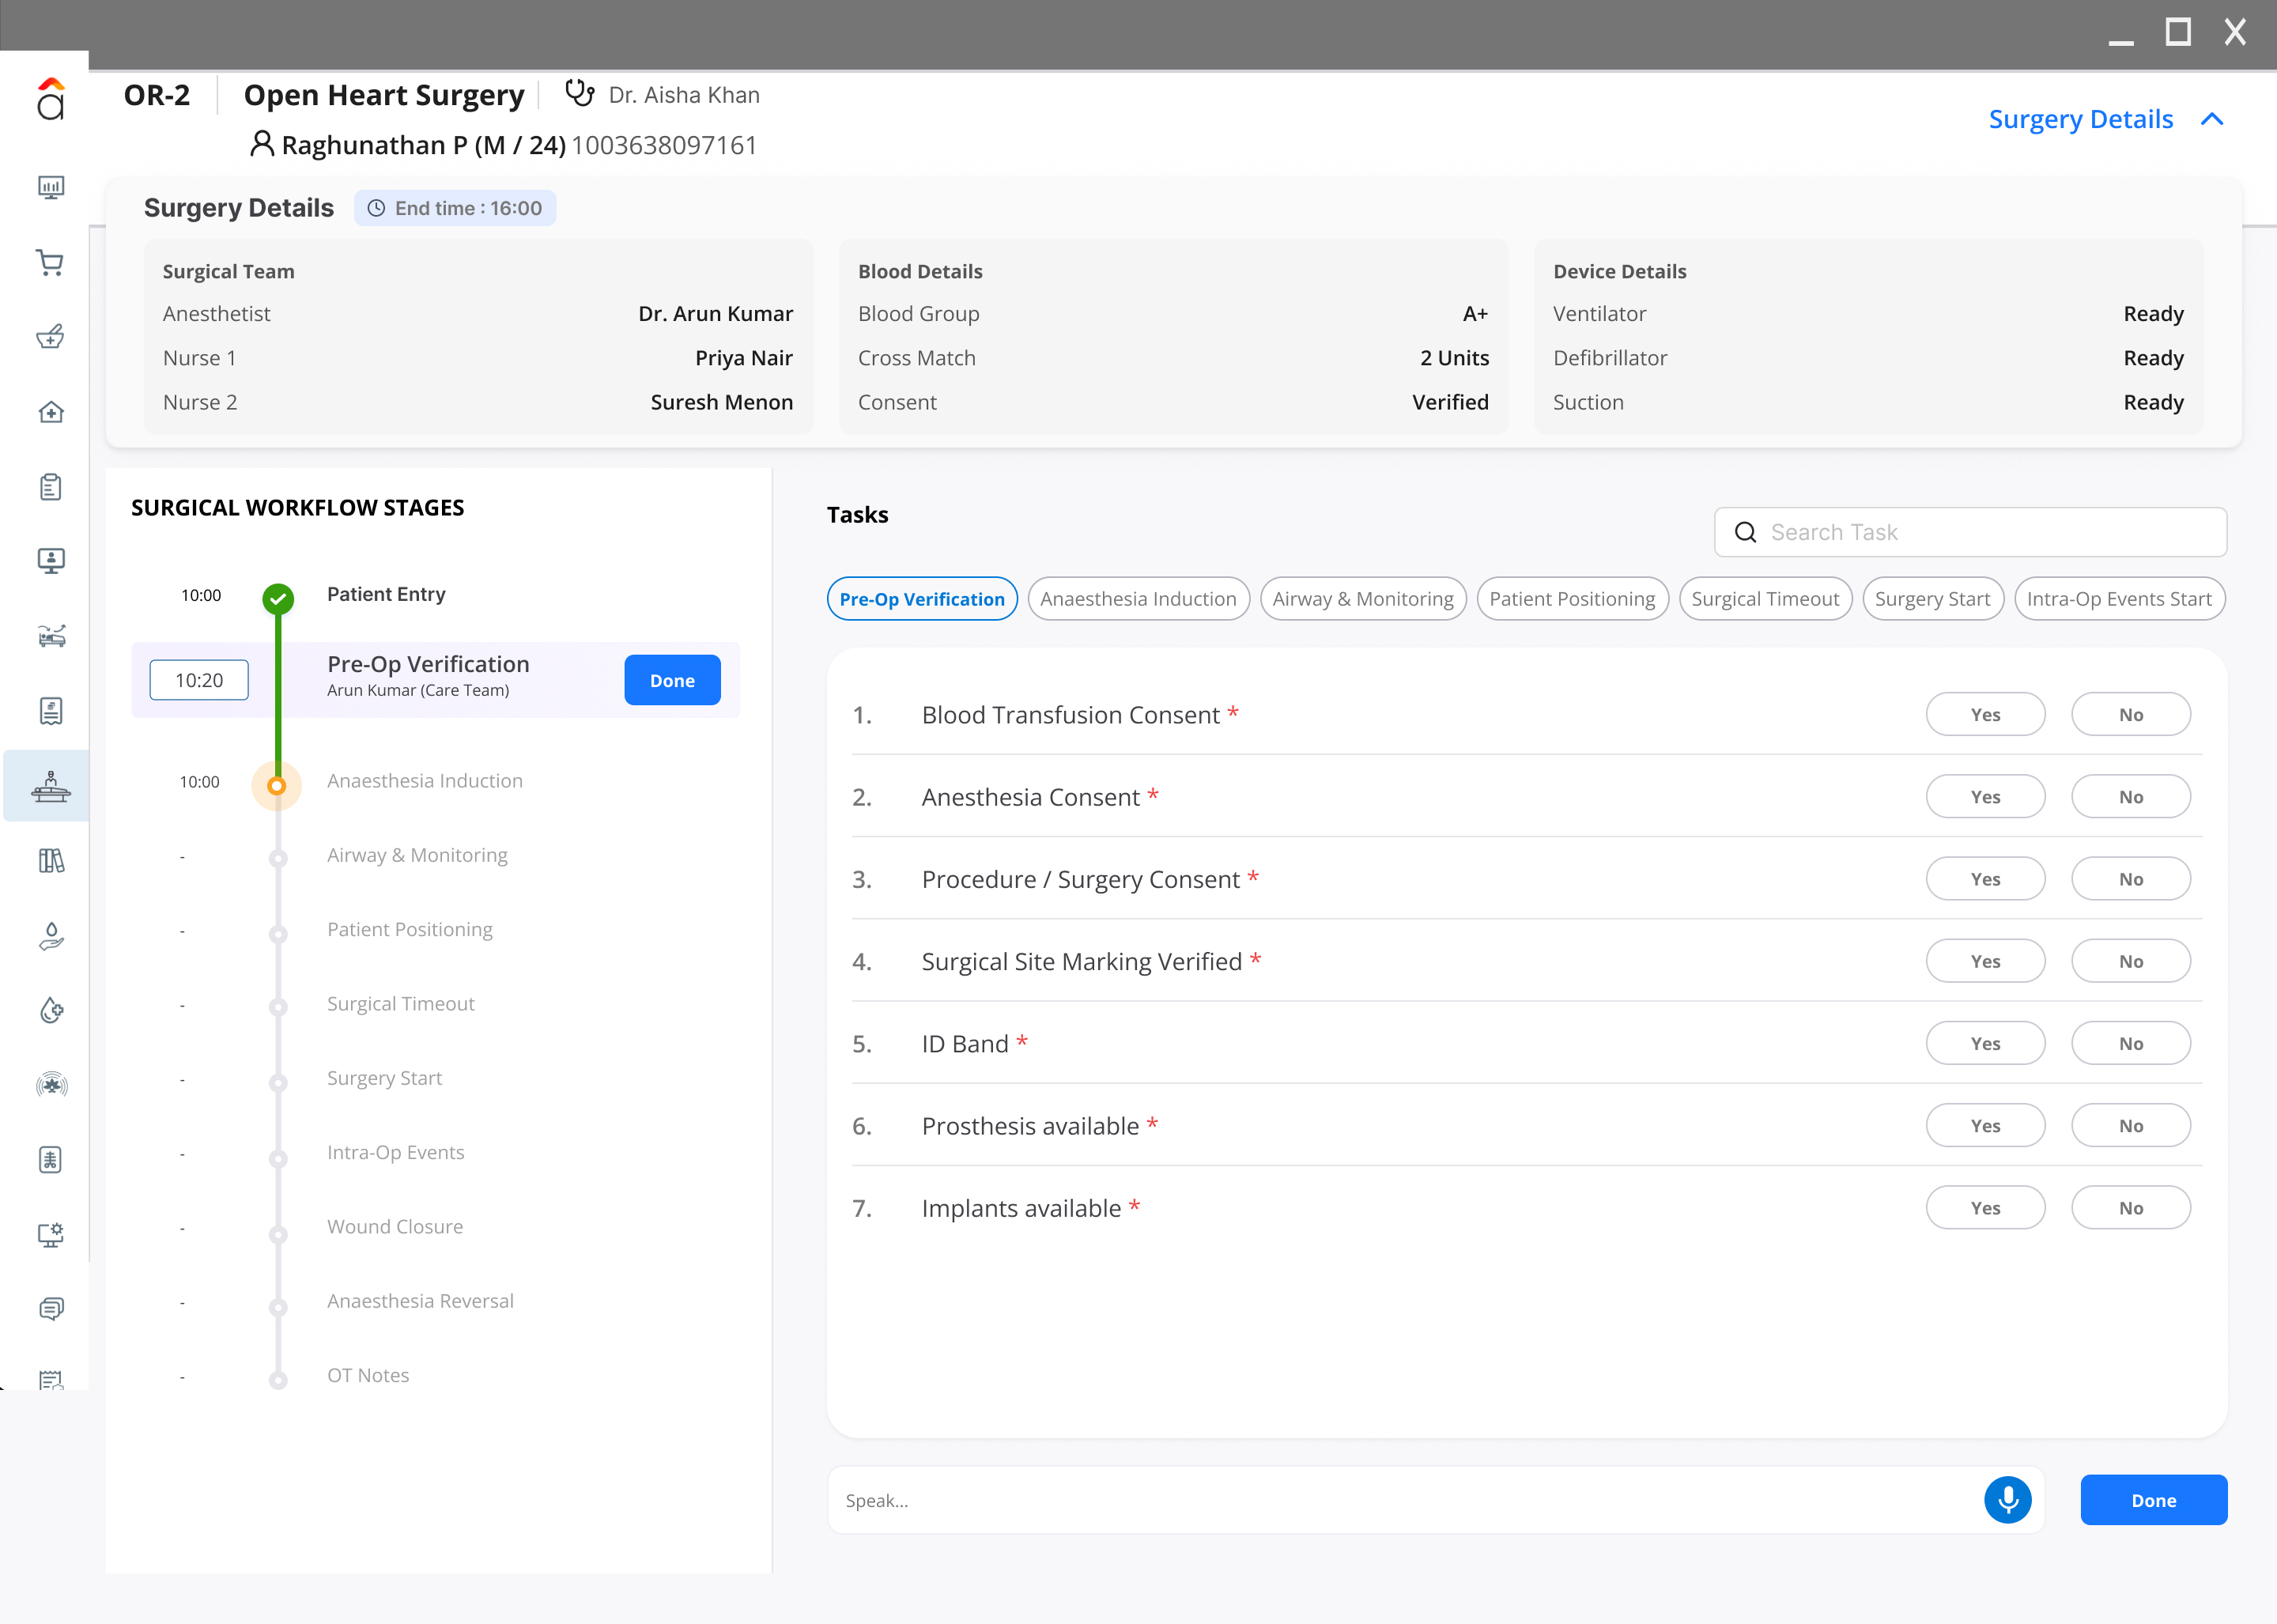 OR-2
Open Heart Surgery
Dr. Aisha Khan
Raghunathan P (M / 24) 1003638097161
Surgery Details
Surgery Details
End time : 16:00
Surgical Team
Anesthetist Dr. Arun Kumar
Nurse 1 Priya Nair
Nurse 2 Suresh Menon
Blood Details
Blood Group A+
Cross Match 2 Units
Consent Verified
Device Details
Ventilator Ready
Defibrillator Ready
Suction Ready
SURGICAL WORKFLOW STAGES
10:00 Patient Entry
10:20 Pre-Op Verification
Arun Kumar (Care Team)
Done
10:00 Anaesthesia Induction
- Airway & Monitoring
- Patient Positioning
- Surgical Timeout
- Surgery Start
- Intra-Op Events
- Wound Closure
- Anaesthesia Reversal
- OT Notes
Tasks
Search Task
Pre-Op Verification Anaesthesia Induction Airway & Monitoring Patient Positioning Surgical Timeout Surgery Start Intra-Op Events Start
1. Blood Transfusion Consent * Yes No
2. Anesthesia Consent * Yes No
3. Procedure / Surgery Consent * Yes No
4. Surgical Site Marking Verified * Yes No
5. ID Band * Yes No
6. Prosthesis available * Yes No
7. Implants available * Yes No
Speak...
Done